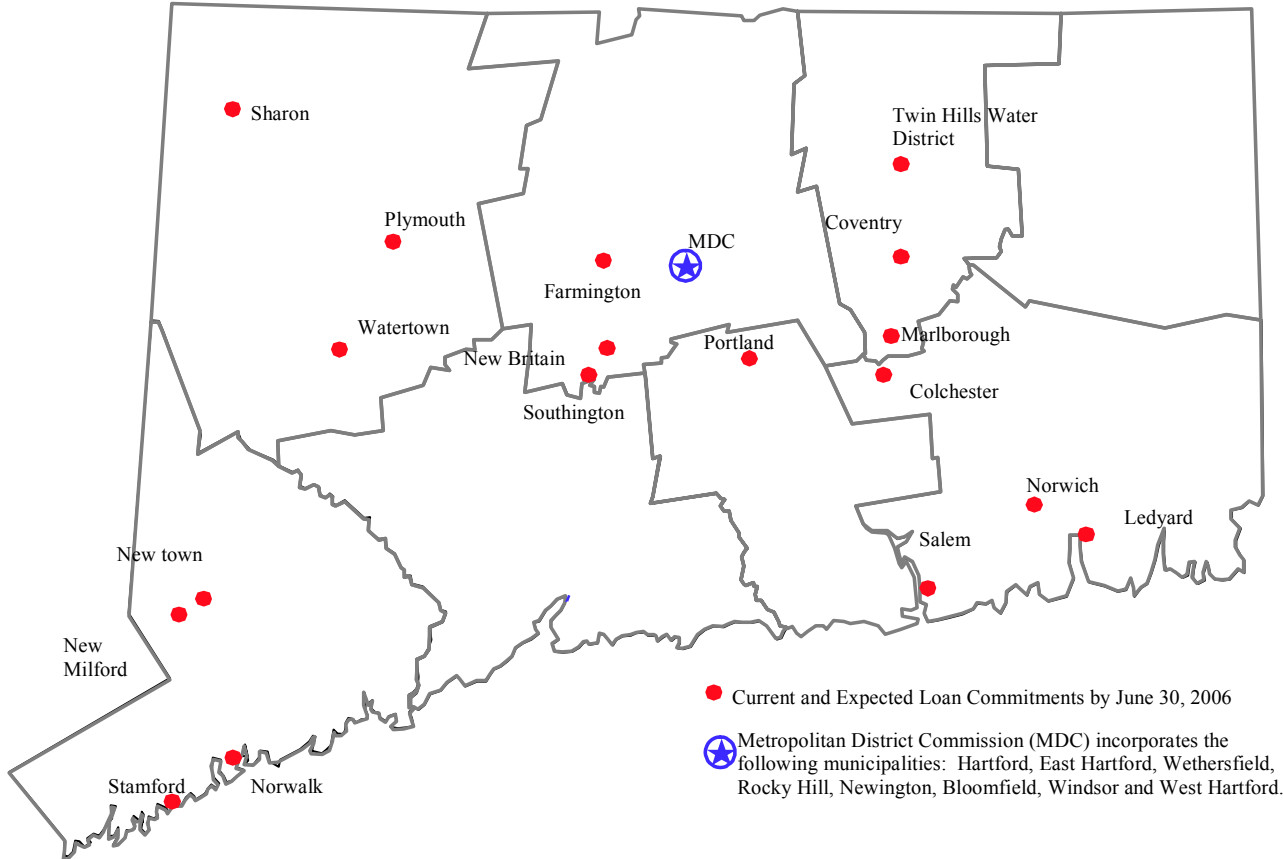 Sharon
Twin Hills Water
District
Plymouth
Coventry
MDC
Farmington
Watertown
Marlborough
Portland
New Britain
Colchester
Southington
Norwich
Ledyard
Salem
New town
New
Milford
Current and Expected Loan Commitments by June 30, 2006
Metropolitan District Commission (MDC) incorporates the
following municipalities: Hartford, East Hartford, Wethersfield,
Rocky Hill, Newington, Bloomfield, Windsor and West Hartford.
Stamford
Norwalk